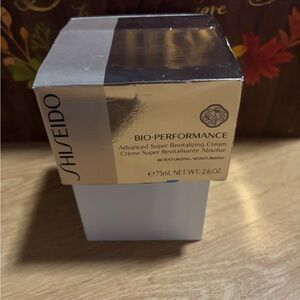 SHISEIDO
BIO-PERFORMANCE
Advanced Super Revitalizing Cream
Crème Super Revitalisante Absolue
RETEXTURIZING, MOISTURIZING
℮75mL NET WT. 2.6 OZ.